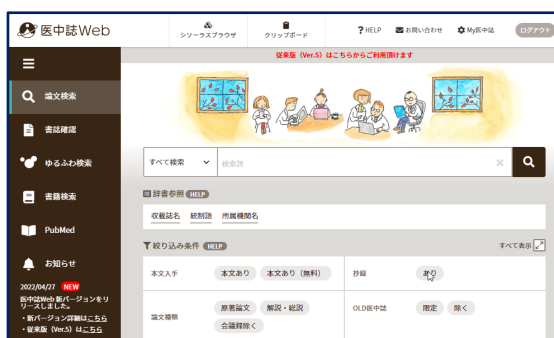 医中誌Web
シソーラスブラウザ
クリップボード
?HELP
お問い合わせ
My医中誌
ログアウト
従来版（Ver.5）はこちらからご利用頂けます
論文検索
書誌確認
ゆるふわ検索
書籍検索
PubMed
お知らせ
2022/04/27 NEW
医中誌Web 新バージョンをリ
リースしました。
・新バージョン詳細はこちら
・従来版（Ver.5）はこちら
すべて検索
検索語
辞書参照 HELP
収載誌名 統制語 所属機関名
絞り込み条件 HELP
すべて表示
本文入手 本文あり 本文あり（無料）
抄録 あり
論文種類 原著論文 解説・総説
会議録除く
OLD医中誌 限定 除く